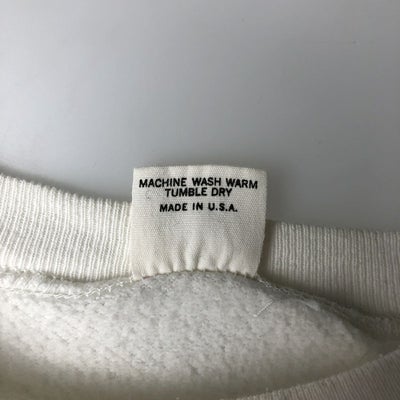 MACHINE WASH WARM
TUMBLE DRY
MADE IN U.S.A.